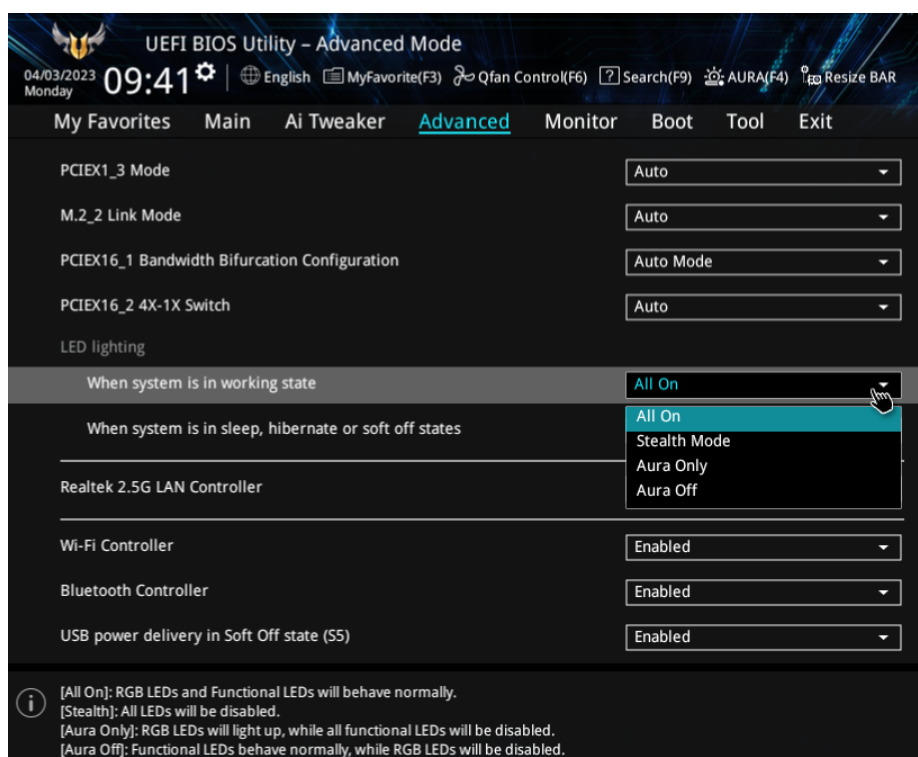 UEFI BIOS Utility – Advanced Mode
04/03/2023 Monday 09:41 English MyFavorite(F3) Qfan Control(F6) ? Search(F9) AURA(F4) Resize BAR
My Favorites Main Ai Tweaker Advanced Monitor Boot Tool Exit
PCIEX1_3 Mode Auto
M.2_2 Link Mode Auto
PCIEX16_1 Bandwidth Bifurcation Configuration Auto Mode
PCIEX16_2 4X-1X Switch Auto
LED lighting
When system is in working state All On
All On
When system is in sleep, hibernate or soft off states
Stealth Mode
Aura Only
Aura Off
Realtek 2.5G LAN Controller
Wi-Fi Controller Enabled
Bluetooth Controller Enabled
USB power delivery in Soft Off state (S5) Enabled
[All On]: RGB LEDs and Functional LEDs will behave normally.
[Stealth]: All LEDs will be disabled.
[Aura Only]: RGB LEDs will light up, while all functional LEDs will be disabled.
[Aura Off]: Functional LEDs behave normally, while RGB LEDs will be disabled.